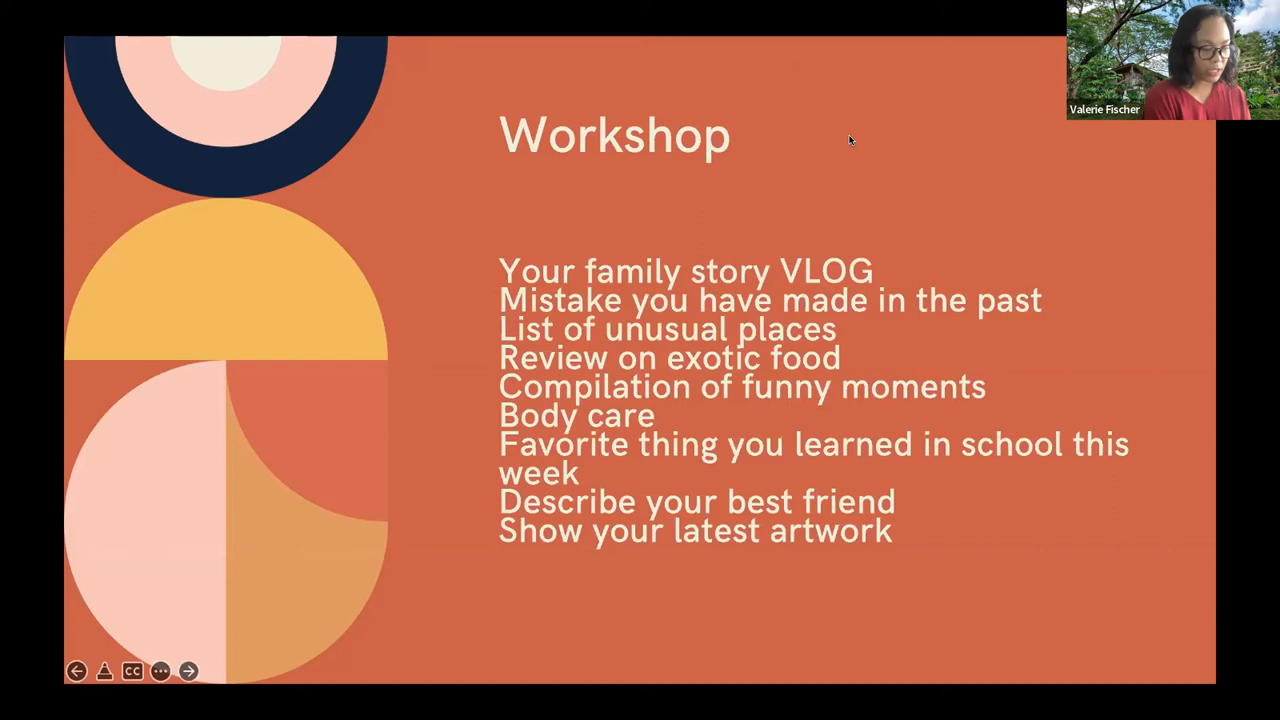 Valerie Fischer
Workshop
Your family story VLOG
Mistake you have made in the past
List of unusual places
Review on exotic food
Compilation of funny moments
Body care
Favorite thing you learned in school this
week
Describe your best friend
Show your latest artwork
CC